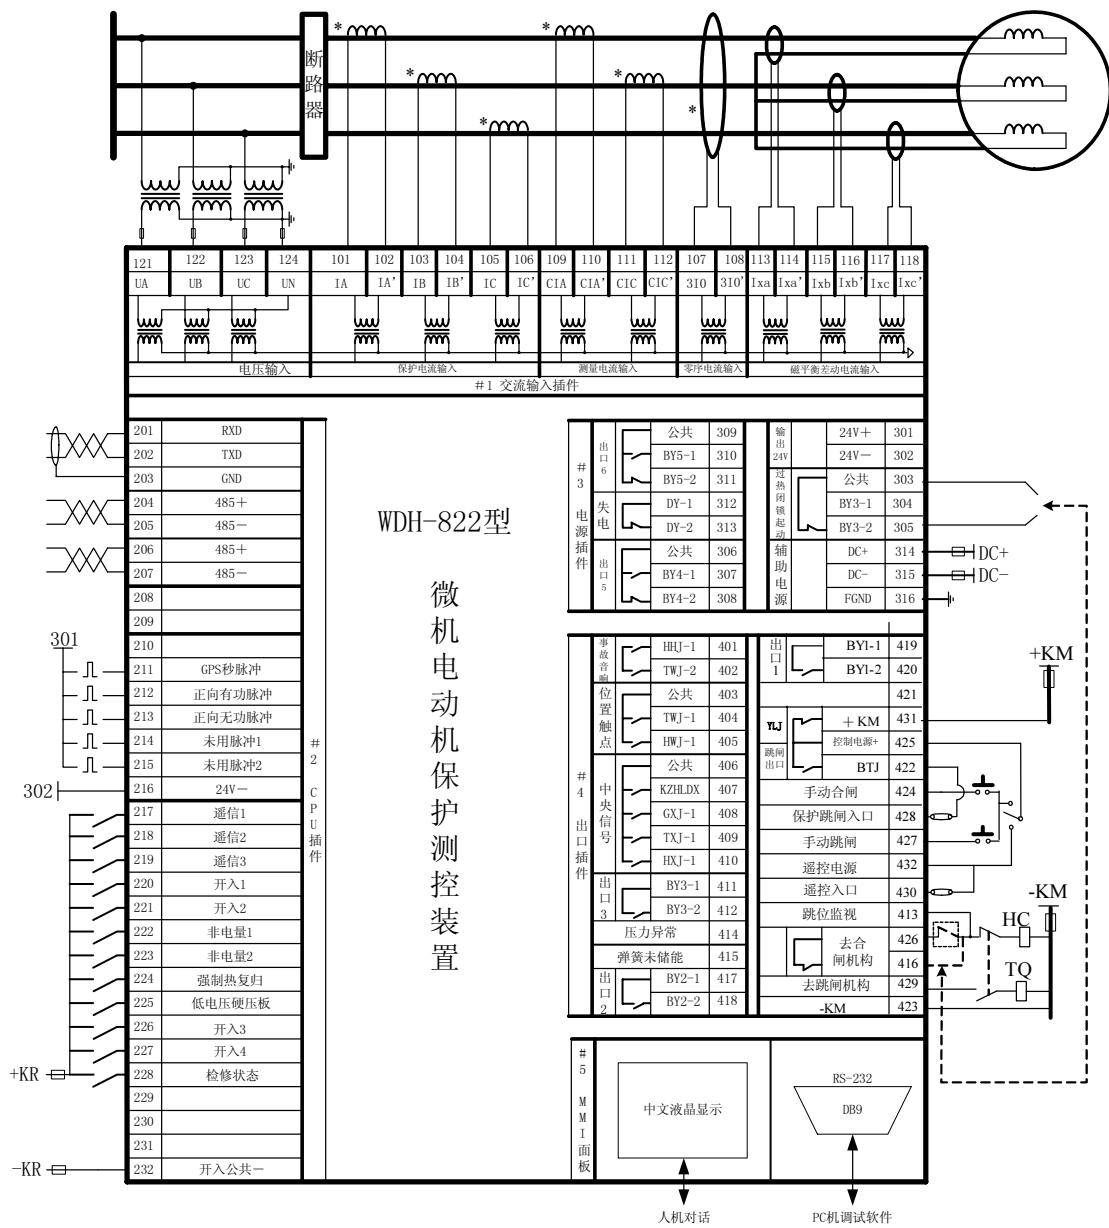 *
*
*
*
*
断路器
121 122 123 124 101 102 103 104 105 106 109 110 111 112 107 108 113 114 115 116 117 118
UA UB UC UN IA IA' IB IB' IC IC' CIA CIA' CIC CIC' 3I0 3I0' Ixa Ixa' Ixb Ixb' Ixc Ixc'
电压输入 保护电流输入 测量电流输入 零序电流输入 磁平衡差动电流输入
#1 交流输入插件
WDH-822型
微机电动机保护测控装置
201 RXD
202 TXD
203 GND
204 485+
205 485-
206 485+
207 485-
208
209
301
210
211 GPS秒脉冲
212 正向有功脉冲
213 正向无功脉冲
214 未用脉冲1
215 未用脉冲2
302 216 24V-
217 遥信1
218 遥信2
219 遥信3
220 开入1
221 开入2
222 非电量1
223 非电量2
224 强制热复归
225 低电压硬压板
226 开入3
227 开入4
+KR 228 检修状态
229
230
231
-KR 232 开入公共-
#2 CPU插件
#3 电源插件
出口6
公共 309
BY5-1 310
BY5-2 311
失电
DY-1 312
DY-2 313
出口5
公共 306
BY4-1 307
BY4-2 308
输出24V
24V+ 301
24V- 302
过热闭锁起动
公共 303
BY3-1 304
BY3-2 305
辅助电源
DC+ 314 DC+
DC- 315 DC-
FGND 316
#4 出口插件
事故音响
HHJ-1 401
TWJ-2 402
位置触点
公共 403
TWJ-1 404
HWJ-1 405
中央信号
公共 406
KZHLDX 407
GXJ-1 408
TXJ-1 409
HXJ-1 410
出口3
BY3-1 411
BY3-2 412
压力异常 414
弹簧未储能 415
出口2
BY2-1 417
BY2-2 418
出口1
BY1-1 419
BY1-2 420
421
+KM
YLJ
+KM 431
控制电源+ 425
跳闸出口
BTJ 422
手动合闸 424
保护跳闸入口 428
手动跳闸 427
遥控电源 432
遥控入口 430
-KM
跳位监视 413
HC
去合闸机构 426
416
TQ
去跳闸机构 429
-KM 423
#5 MMI面板
中文液晶显示
RS-232
DB9
人机对话
PC机调试软件